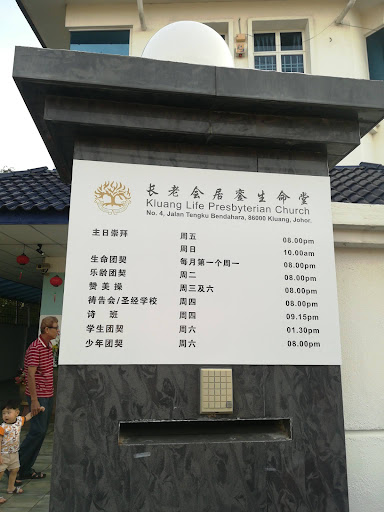 长老会居銮生命堂
Kluang Life Presbyterian Church
No. 4, Jalan Tengku Bendahara, 86000 Kluang, Johor.
主日崇拜 周五 08.00pm
周日 10.00am
生命团契 每月第一个周一 08.00pm
乐龄团契 周二 08.00pm
赞美操 周三及六 08.00pm
祷告会/圣经学校 周四 08.00pm
诗 班 周四 09.15pm
学生团契 周六 01.30pm
少年团契 周六 08.00pm